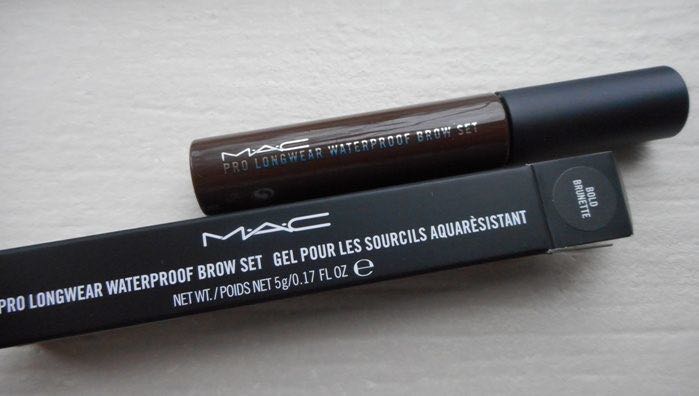 M·A·C
PRO LONGWEAR WATERPROOF BROW SET
BOLD
BRUNETTE
M·A·C
PRO LONGWEAR WATERPROOF BROW SET GEL POUR LES SOURCILS AQUARÈSISTANT
NET WT./POIDS NET 5g/0.17 FL OZ ℮